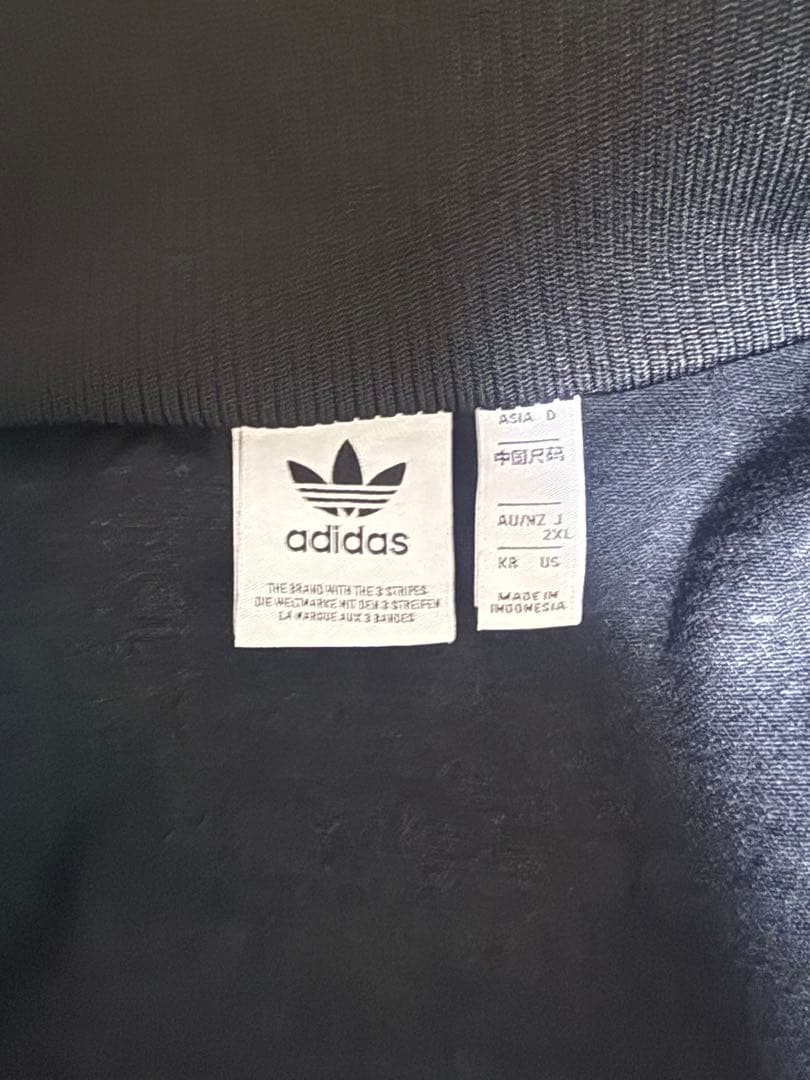 adidas
THE BRAND WITH THE 3 STRIPES
DIE WELTMARKE MIT DEN 3 STREIFEN
LA MARQUE AUX 3 BANDES
ASIA D
中国尺码
AU/NZ J
2XL
KR US
MADE IN
INDONESIA